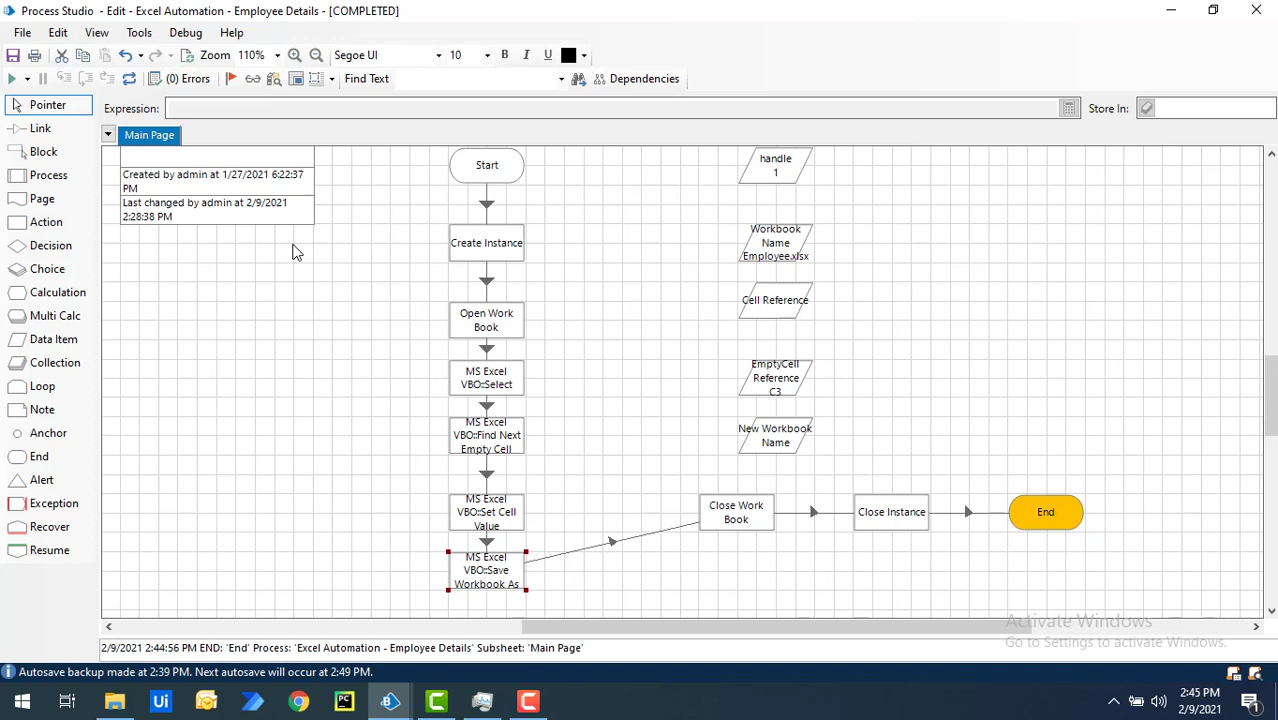 Process Studio - Edit - Excel Automation - Employee Details - [COMPLETED]
File Edit View Tools Debug Help
Zoom 110% Segoe UI 10 B I U
(0) Errors Find Text Dependencies
Pointer
Expression: Store In:
Link
Main Page
Block
Process
Page
Action
Decision
Choice
Calculation
Multi Calc
Data Item
Collection
Loop
Note
Anchor
End
Alert
Exception
Recover
Resume
Created by admin at 1/27/2021 6:22:37
PM
Last changed by admin at 2/9/2021
2:28:38 PM
Start
Create Instance
Open Work
Book
MS Excel
VBO::Select
MS Excel
VBO::Find Next
Empty Cell
MS Excel
VBO::Set Cell
Value
MS Excel
VBO::Save
Workbook As
handle
1
Workbook
Name
Employee.xlsx
Cell Reference
EmptyCell
Reference
C3
New Workbook
Name
Close Work
Book
Close Instance
End
Activate Windows
Go to Settings to activate Windows.
2/9/2021 2:44:56 PM END: 'End' Process: 'Excel Automation - Employee Details' Subsheet: 'Main Page'
Autosave backup made at 2:39 PM. Next autosave will occur at 2:49 PM.
Ui
PC
2:45 PM
2/9/2021
1